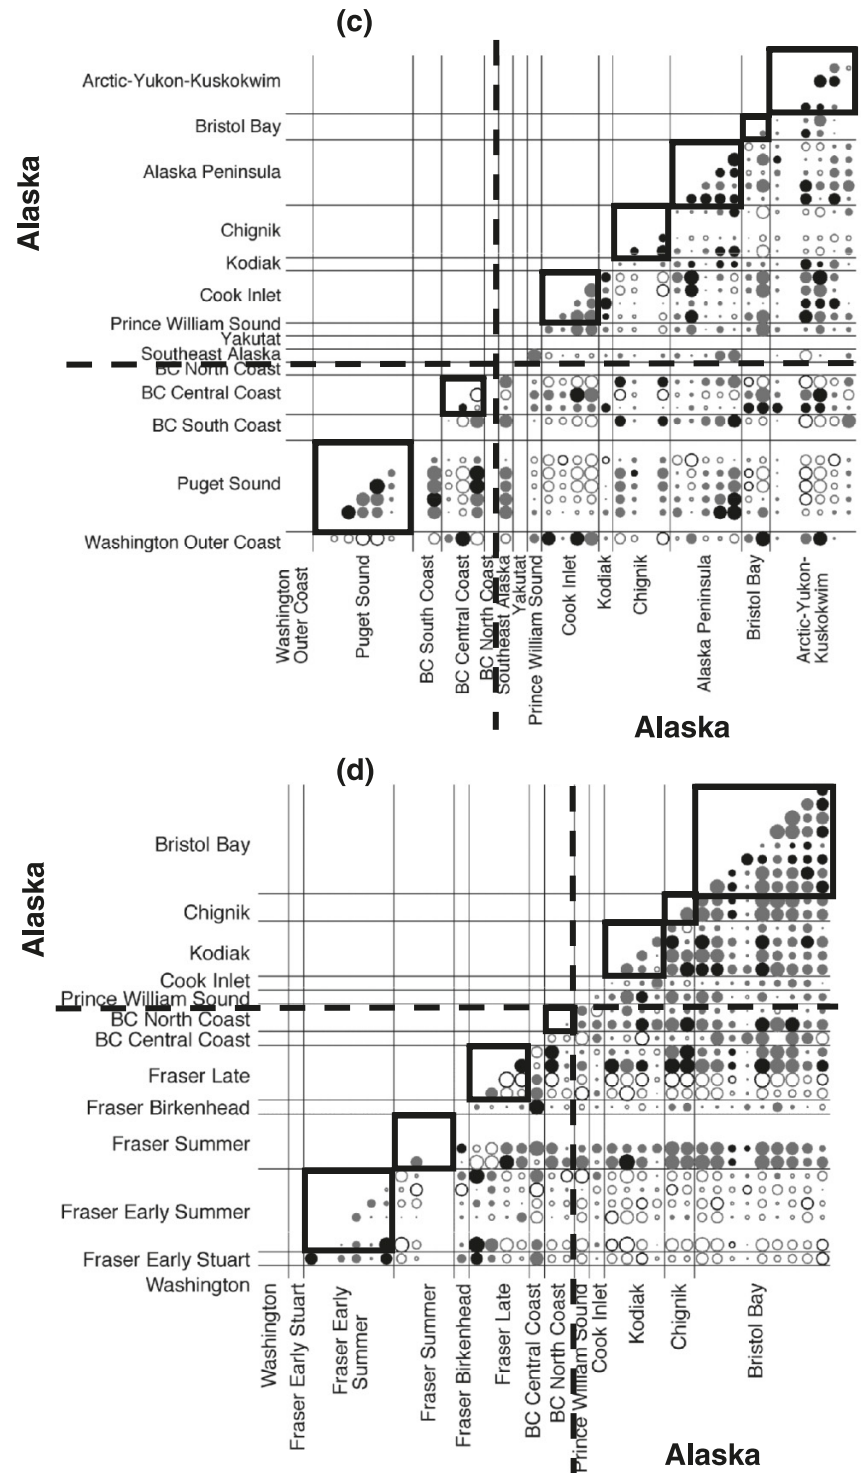 (c)
Alaska
Arctic-Yukon-Kuskokwim
Bristol Bay
Alaska Peninsula
Chignik
Kodiak
Cook Inlet
Prince William Sound
Yakutat
Southeast Alaska
BC North Coast
BC Central Coast
BC South Coast
Puget Sound
Washington Outer Coast
Washington
Outer Coast
Puget Sound
BC South Coast
BC Central Coast
BC North Coast
Southeast Alaska
Yakutat
Prince William Sound
Cook Inlet
Kodiak
Chignik
Alaska Peninsula
Bristol Bay
Arctic-Yukon-
Kuskokwim
Alaska
(d)
Alaska
Bristol Bay
Chignik
Kodiak
Cook Inlet
Prince William Sound
BC North Coast
BC Central Coast
Fraser Late
Fraser Birkenhead
Fraser Summer
Fraser Early Summer
Fraser Early Stuart
Washington
Washington
Fraser Early Stuart
Fraser Early
Summer
Fraser Summer
Fraser Birkenhead
Fraser Late
BC Central Coast
BC North Coast
Prince William Sound
Cook Inlet
Kodiak
Chignik
Bristol Bay
Alaska